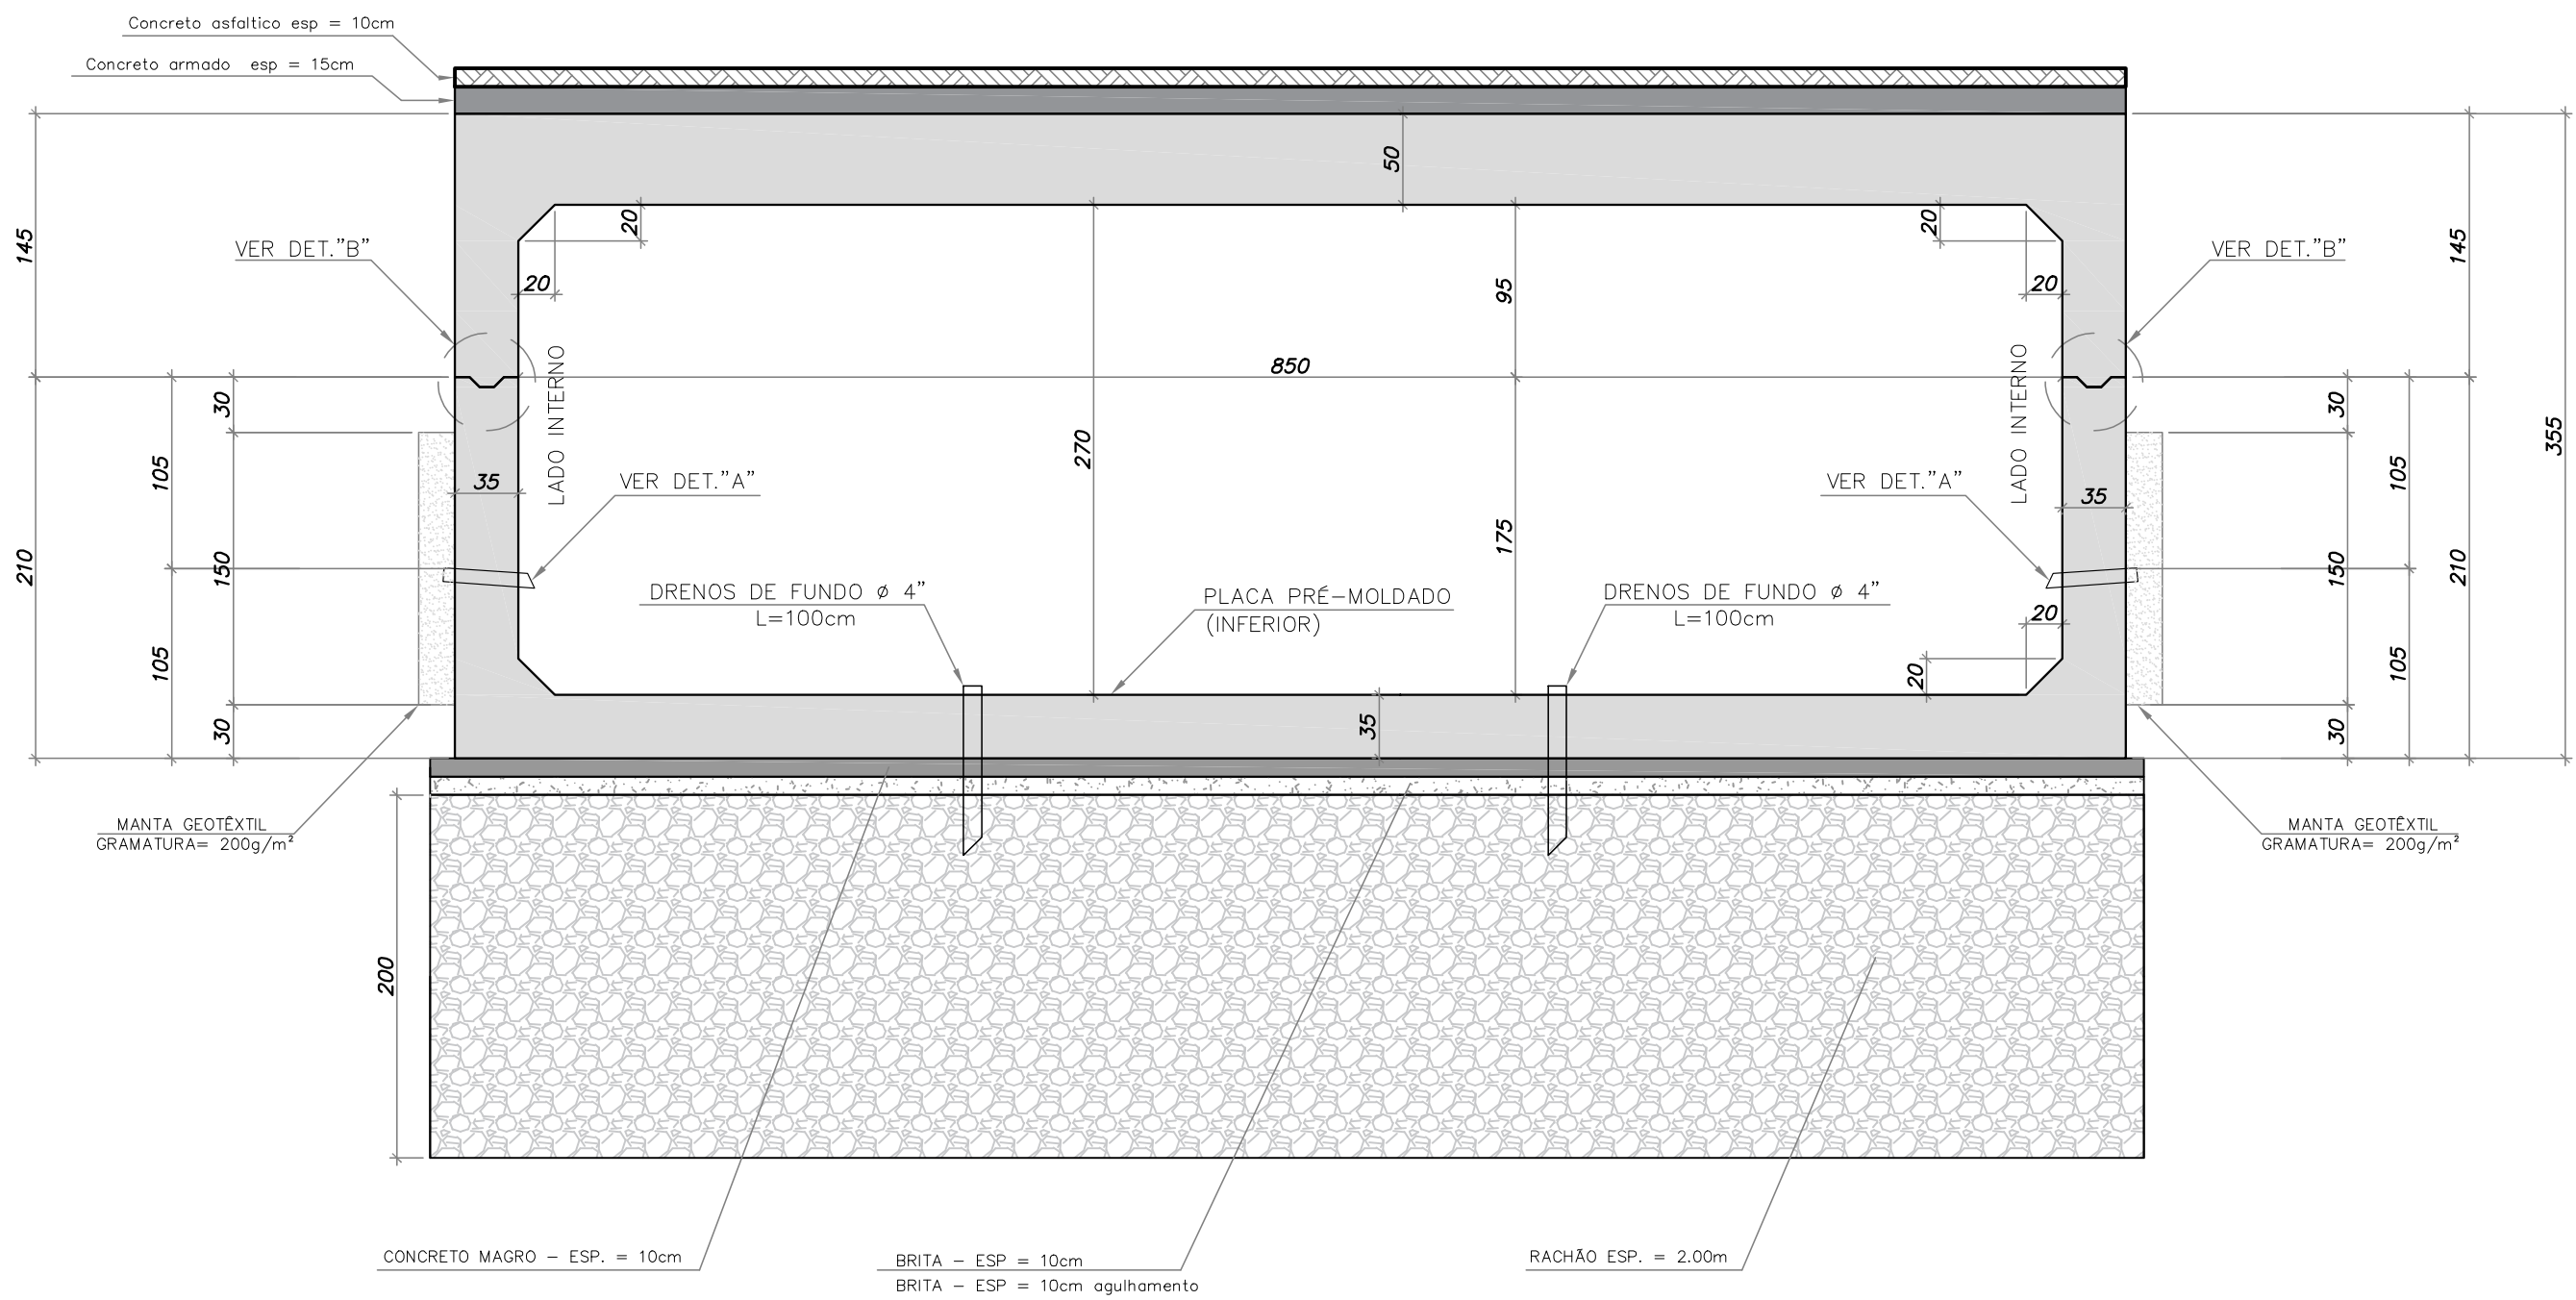 Concreto asfaltico esp = 10cm
Concreto armado esp = 15cm
50
20
20
145
VER DET."B"
VER DET."B"
145
20
95
20
LADO INTERNO
850
LADO INTERNO
30
30
355
105
270
105
35
VER DET."A"
VER DET."A"
35
210
150
175
150
210
DRENOS DE FUNDO ø 4"
L=100cm
PLACA PRÉ-MOLDADO
(INFERIOR)
DRENOS DE FUNDO ø 4"
L=100cm
20
105
20
105
30
35
30
MANTA GEOTÊXTIL
GRAMATURA= 200g/m²
MANTA GEOTÊXTIL
GRAMATURA= 200g/m²
200
CONCRETO MAGRO - ESP. = 10cm
BRITA - ESP = 10cm
BRITA - ESP = 10cm agulhamento
RACHÃO ESP. = 2.00m